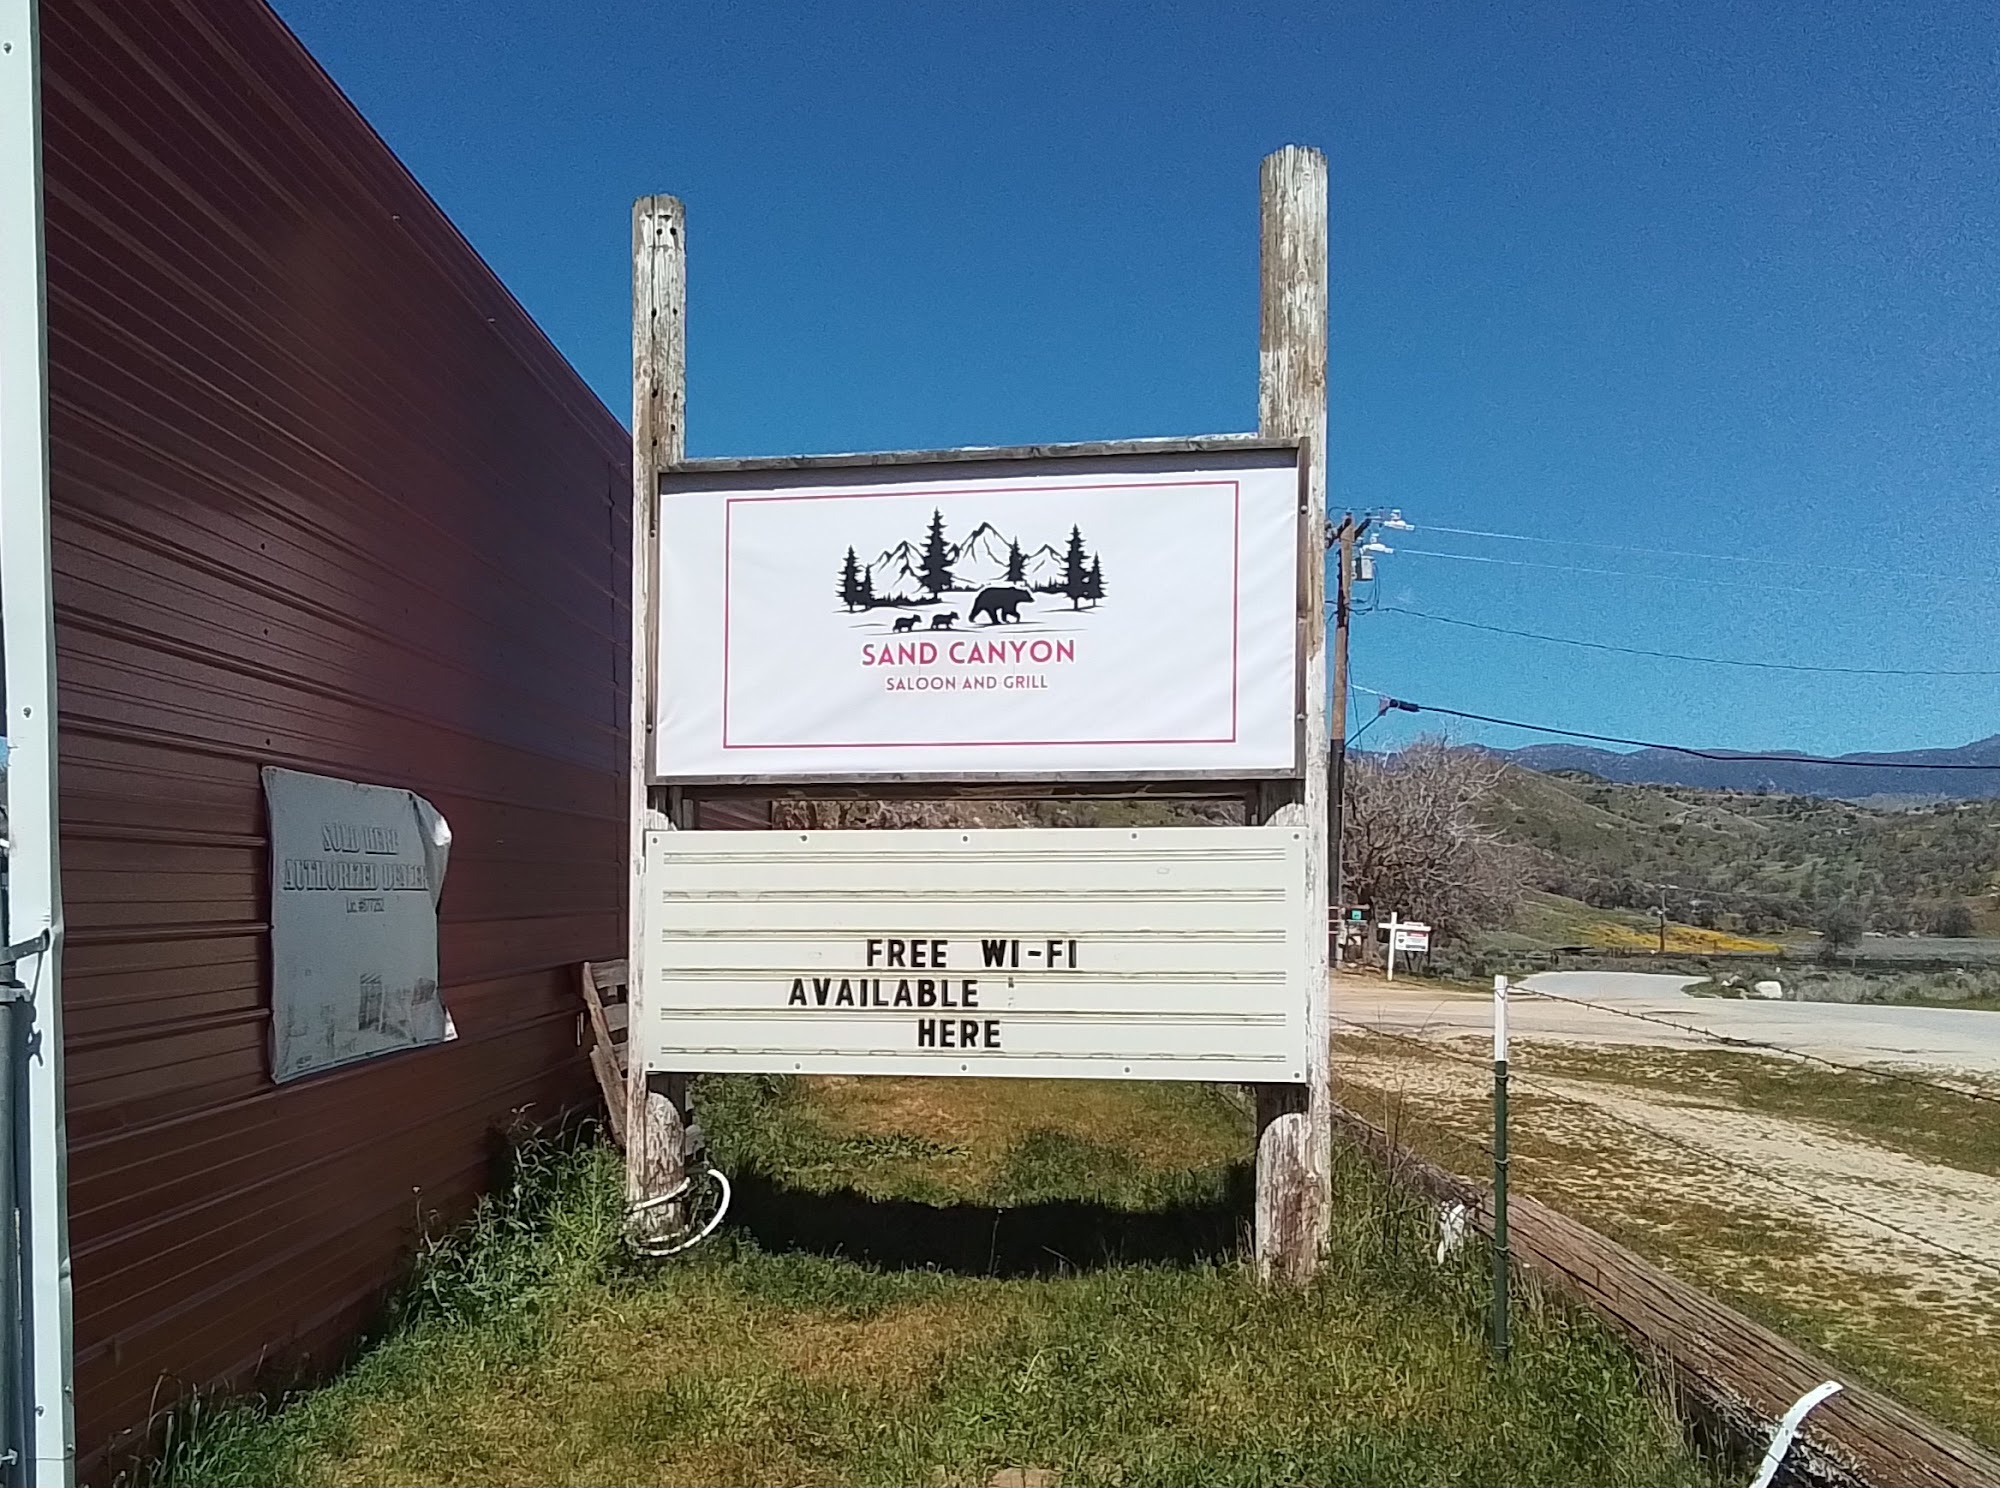 SAND CANYON
SALOON AND GRILL
FREE WI-FI
AVAILABLE
HERE
SOLD HERE
AUTHORIZED DEALER